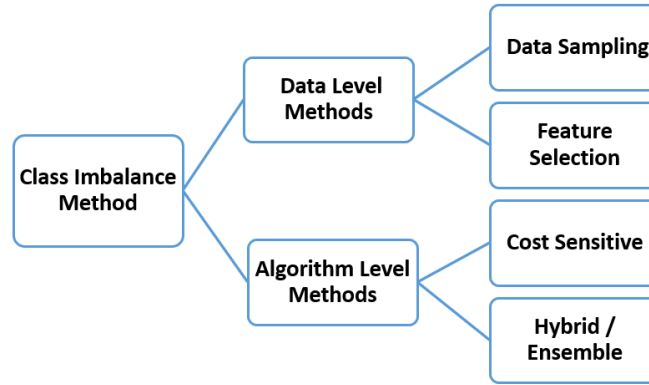 Class Imbalance
Method
Data Level
Methods
Data Sampling
Feature
Selection
Algorithm Level
Methods
Cost Sensitive
Hybrid /
Ensemble